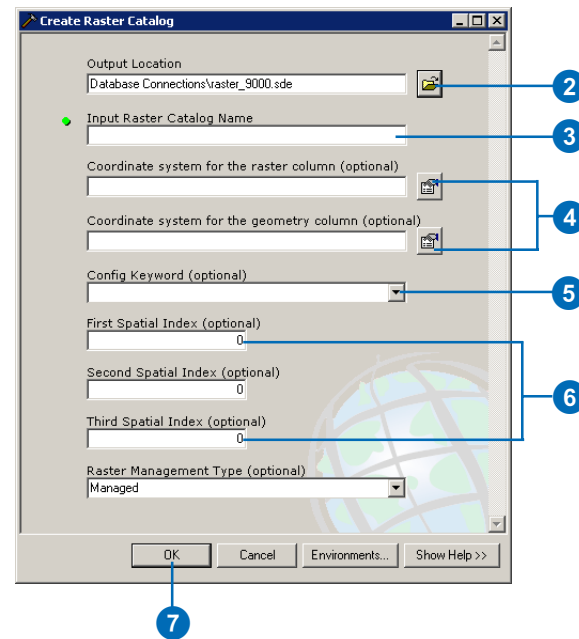 Create Raster Catalog
Output Location
Database Connections\raster_9000.sde
2
Input Raster Catalog Name
3
Coordinate system for the raster column (optional)
4
Coordinate system for the geometry column (optional)
Config Keyword (optional)
5
First Spatial Index (optional)
0
Second Spatial Index (optional)
0
6
Third Spatial Index (optional)
0
Raster Management Type (optional)
Managed
OK Cancel Environments... Show Help >>
7